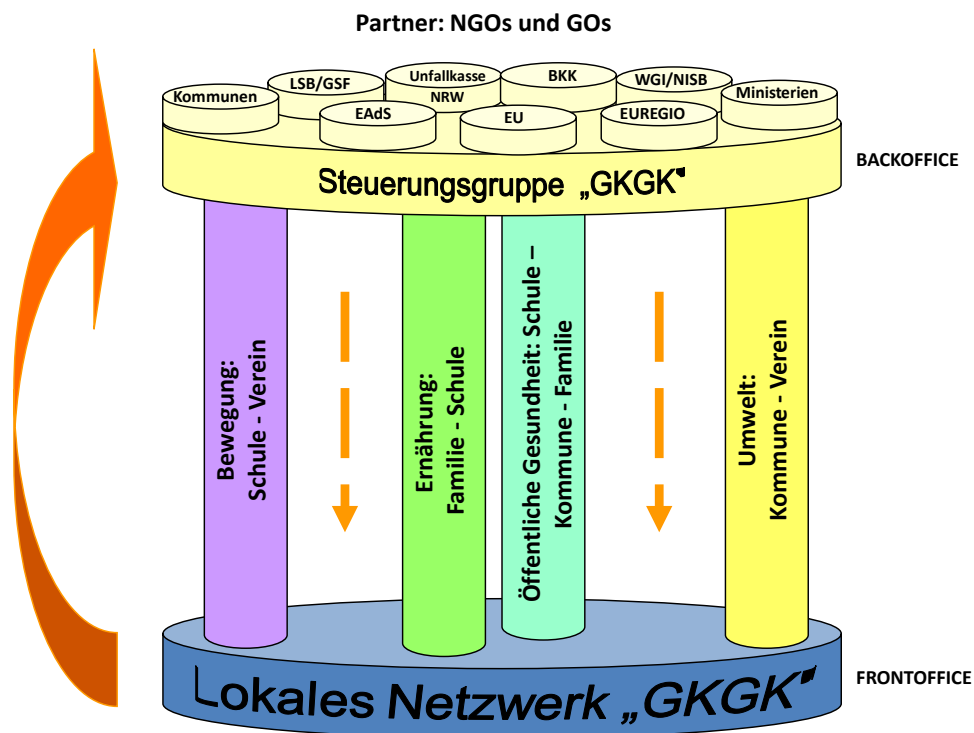 Partner: NGOs und GOs
Kommunen
LSB/GSF
Unfallkasse
NRW
BKK
WGI/NISB
Ministerien
EAdS
EU
EUREGIO
BACKOFFICE
Steuerungsgruppe „GKGK“
Bewegung:
Schule - Verein
Ernährung:
Familie - Schule
Öffentliche Gesundheit: Schule –
Kommune - Familie
Umwelt:
Kommune - Verein
Lokales Netzwerk „GKGK“
FRONTOFFICE